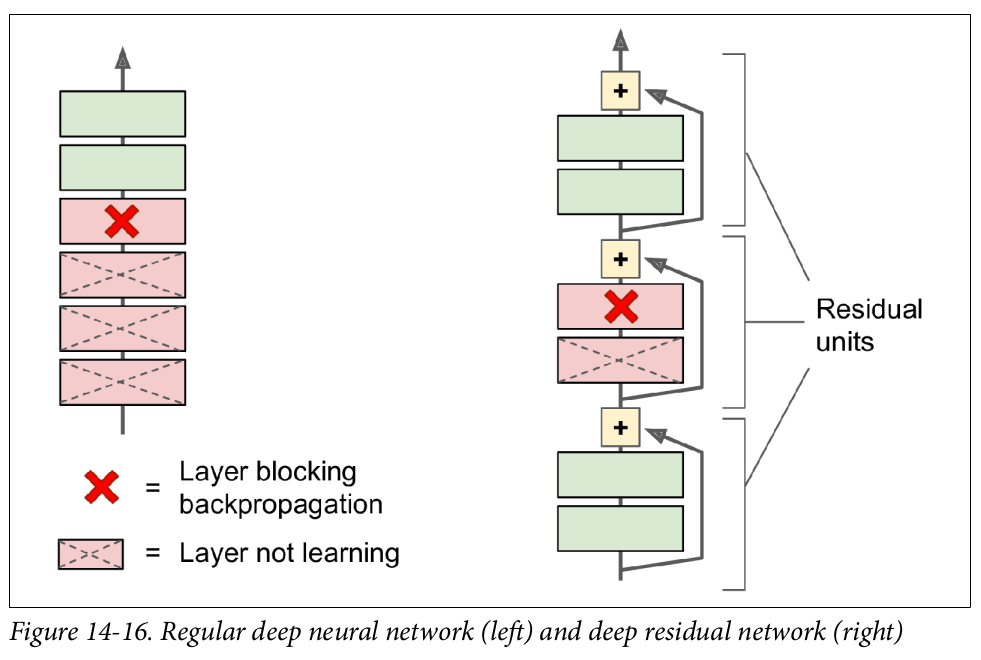 +
+
+
Residual
units
= Layer blocking
backpropagation
= Layer not learning
Figure 14-16. Regular deep neural network (left) and deep residual network (right)